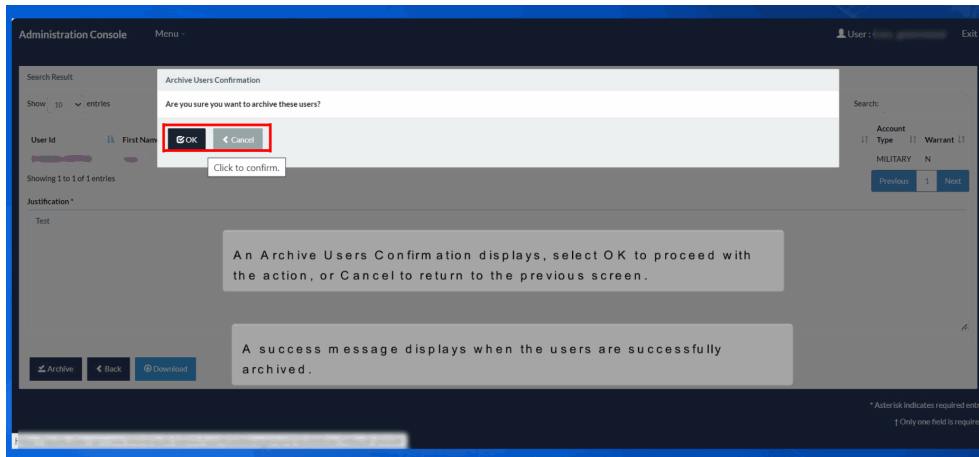 Administration Console Menu User : Exit
Search Result
Archive Users Confirmation
Show 10 entries
Are you sure you want to archive these users?
Search:
User Id First Name
OK Cancel
Account Type Warrant
Click to confirm.
MILITARY N
Showing 1 to 1 of 1 entries
Previous 1 Next
Justification *
Test
An Archive Users Confirmation displays, select OK to proceed with
the action, or Cancel to return to the previous screen.
A success message displays when the users are successfully
archived.
Archive Back Download
* Asterisk indicates required entr
† Only one field is require